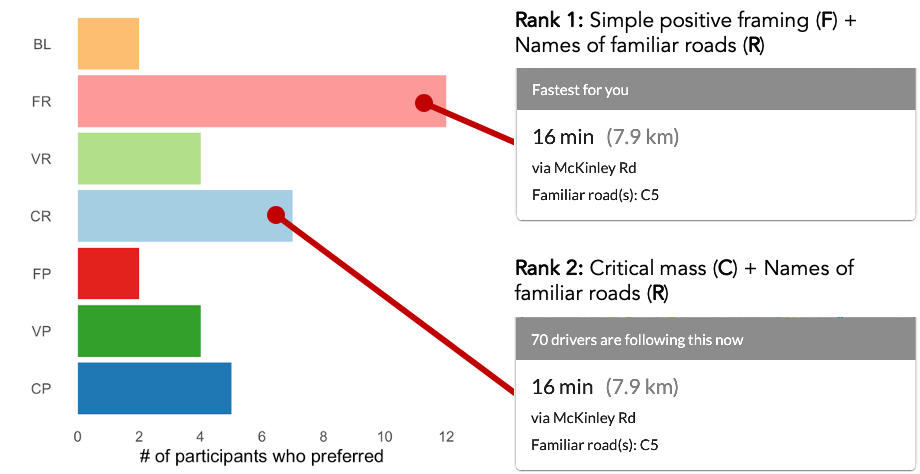 BL
FR
VR
CR
FP
VP
CP
0 2 4 6 8 10 12
# of participants who preferred
Rank 1: Simple positive framing (F) +
Names of familiar roads (R)
Fastest for you
16 min (7.9 km)
via McKinley Rd
Familiar road(s): C5
Rank 2: Critical mass (C) + Names of
familiar roads (R)
70 drivers are following this now
16 min (7.9 km)
via McKinley Rd
Familiar road(s): C5